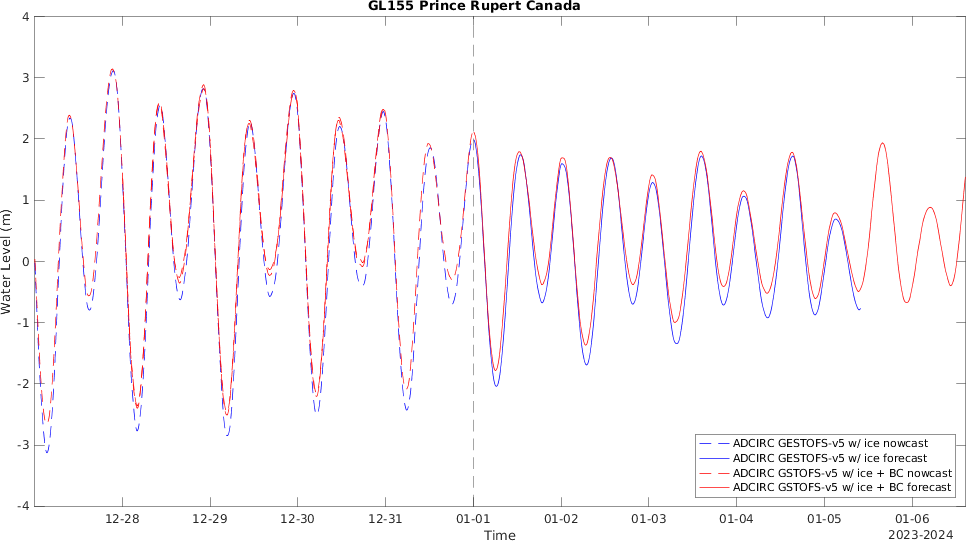 GL155 Prince Rupert Canada
4
3
2
1
0
-1
-2
-3
-4
Water Level (m)
ADCIRC GESTOFS-v5 w/ ice nowcast
ADCIRC GESTOFS-v5 w/ ice forecast
ADCIRC GSTOFS-v5 w/ ice + BC nowcast
ADCIRC GSTOFS-v5 w/ ice + BC forecast
12-28 12-29 12-30 12-31 01-01 01-02 01-03 01-04 01-05 01-06
Time
2023-2024